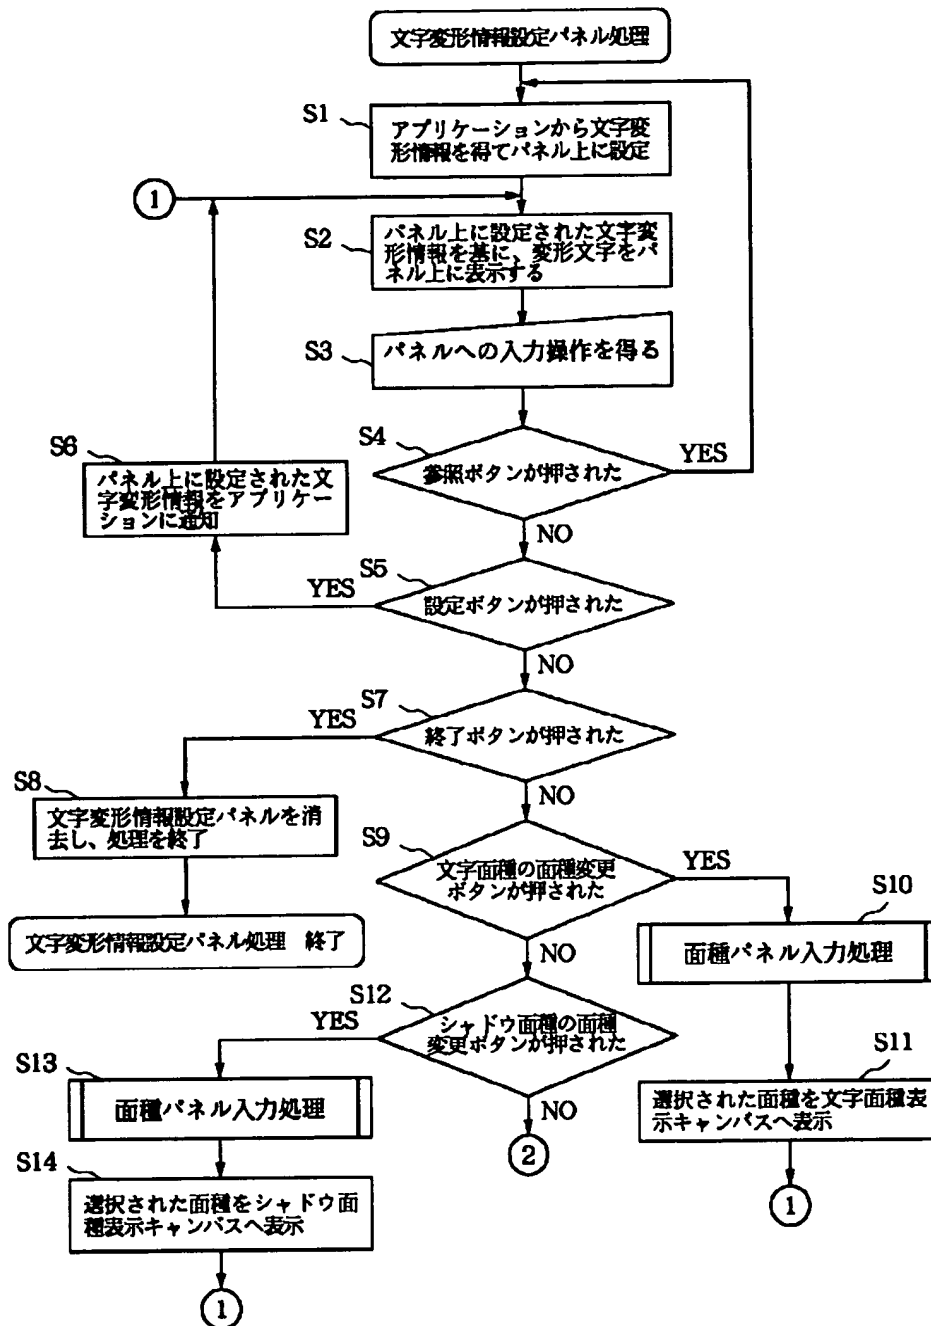 文字変形情報設定パネル処理
S1
アプリケーションから文字変
形情報を得てパネル上に設定
1
S2
パネル上に設定された文字変
形情報を基に、変形文字をパ
ネル上に表示する
S3
パネルへの入力操作を得る
S4
参照ボタンが押された
YES
NO
S6
パネル上に設定された文
字変形情報をアプリケー
ションに通知
S5
YES
設定ボタンが押された
NO
S7
YES
終了ボタンが押された
NO
S8
文字変形情報設定パネルを消
去し、処理を終了
文字変形情報設定パネル処理 終了
S9
文字面種の面種変更
ボタンが押された
YES
NO
S10
面種パネル入力処理
S11
選択された面種を文字面種表
示キャンバスへ表示
1
S12
YES
シャドウ面種の面種
変更ボタンが押された
NO
2
S13
面種パネル入力処理
S14
選択された面種をシャドウ面
種表示キャンバスへ表示
1